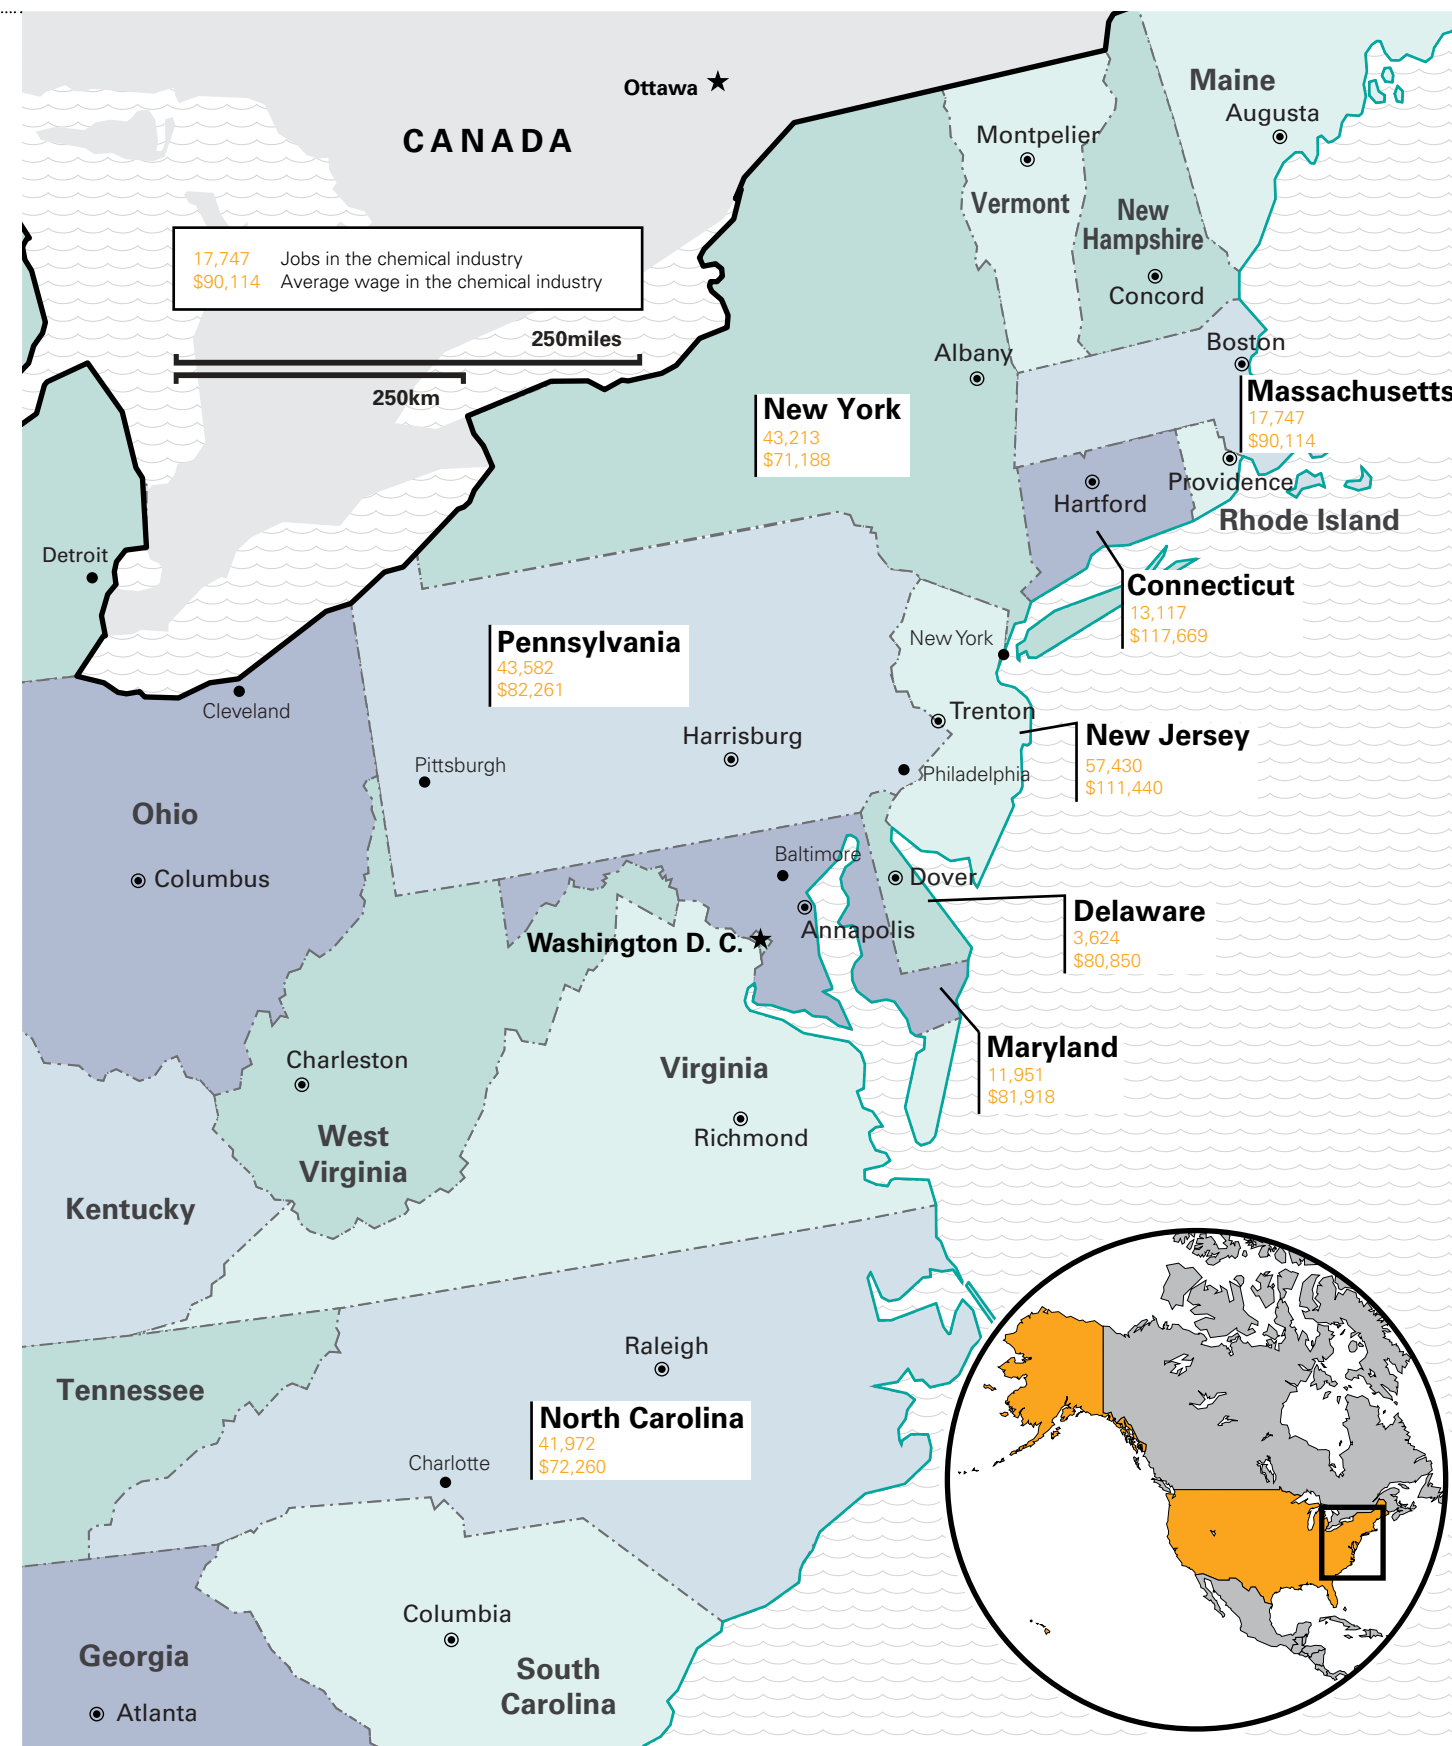 Ottawa
CANADA
Maine
Augusta
Montpelier
Vermont
New
Hampshire
Concord
17,747 Jobs in the chemical industry
$90,114 Average wage in the chemical industry
250miles
250km
Albany
Boston
Massachusetts
17,747
$90,114
New York
43,213
$71,188
Hartford
Providence
Rhode Island
Detroit
Connecticut
13,117
$117,669
Pennsylvania
43,582
$82,261
New York
Cleveland
Trenton
Harrisburg
New Jersey
57,430
$111,440
Pittsburgh
Philadelphia
Ohio
Columbus
Baltimore
Dover
Annapolis
Washington D. C.
Delaware
3,624
$80,850
Maryland
11,951
$81,918
Charleston
Virginia
Richmond
West
Virginia
Kentucky
Raleigh
Tennessee
North Carolina
41,972
$72,260
Charlotte
Columbia
Georgia
South
Carolina
Atlanta